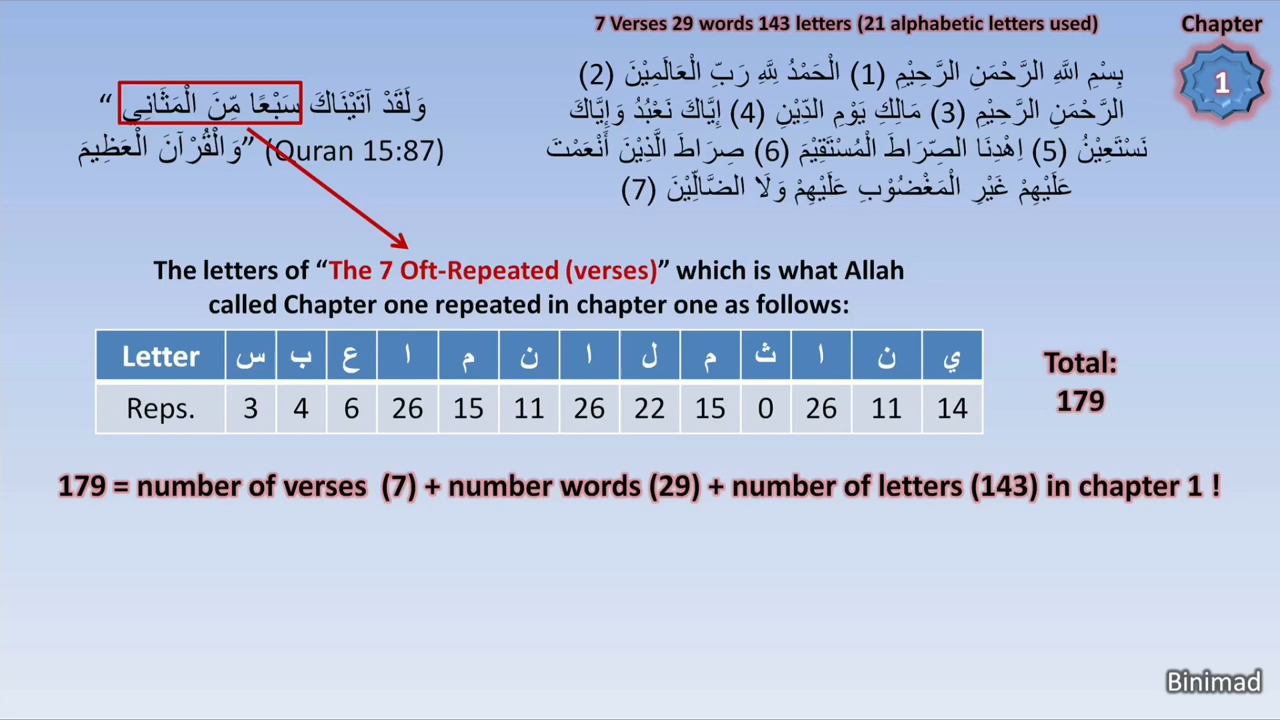 7 Verses 29 words 143 letters (21 alphabetic letters used)
Chapter
1
بِسْمِ اللَّهِ الرَّحْمَنِ الرَّحِيْمِ (1) الْحَمْدُ لِلَّهِ رَبِّ الْعَالَمِيْنَ (2)
الرَّحْمَنِ الرَّحِيْمِ (3) مَالِكِ يَوْمِ الدِّيْنِ (4) إِيَّاكَ نَعْبُدُ وَإِيَّاكَ
نَسْتَعِيْنُ (5) اِهْدِنَا الصِّرَاطَ الْمُسْتَقِيْمَ (6) صِرَاطَ الَّذِيْنَ أَنْعَمْتَ
عَلَيْهِمْ غَيْرِ الْمَغْضُوْبِ عَلَيْهِمْ وَلَا الضَّالِّيْنَ (7)
وَلَقَدْ آتَيْنَاكَ سَبْعًا مِّنَ الْمَثَانِي “
وَالْقُرْآنَ الْعَظِيمَ ” (Quran 15:87)
The letters of “The 7 Oft-Repeated (verses)” which is what Allah
called Chapter one repeated in chapter one as follows:
Letter س ب ع ا م ن ا ل م ث ا ن ي
Reps. 3 4 6 26 15 11 26 22 15 0 26 11 14
Total:
179
179 = number of verses (7) + number words (29) + number of letters (143) in chapter 1 !
Binimad